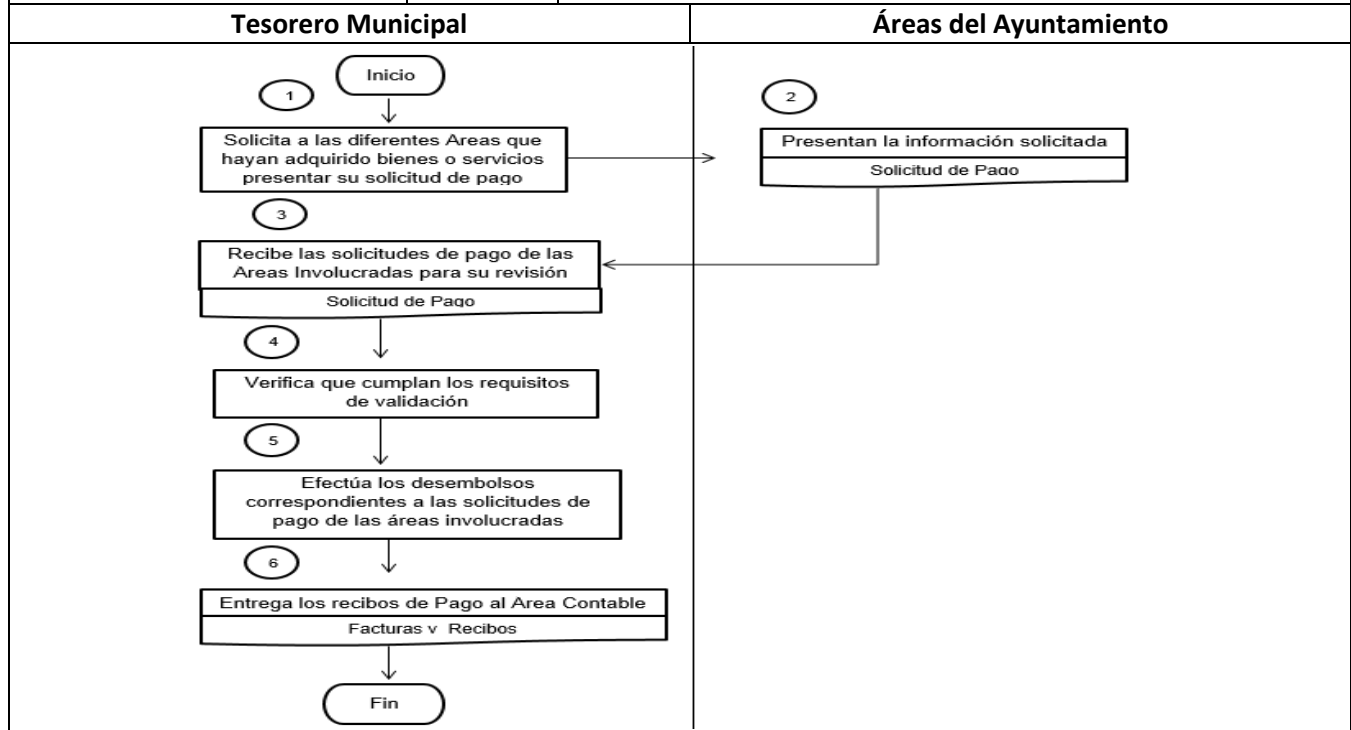 Tesorero Municipal
Áreas del Ayuntamiento
Inicio
1
2
Solicita a las diferentes Areas que
hayan adquirido bienes o servicios
presentar su solicitud de pago
Presentan la información solicitada
Solicitud de Pago
3
Recibe las solicitudes de pago de las
Areas Involucradas para su revisión
Solicitud de Pago
4
Verifica que cumplan los requisitos
de validación
5
Efectúa los desembolsos
correspondientes a las solicitudes de
pago de las áreas involucradas
6
Entrega los recibos de Pago al Area Contable
Facturas y Recibos
Fin